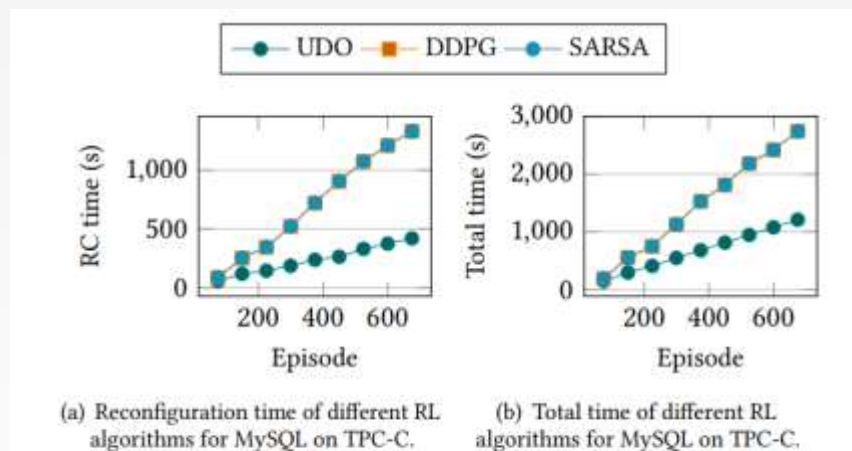 UDO DDPG SARSA
1,000
500
0
200 400 600
RC time (s)
Episode
(a) Reconfiguration time of different RL
algorithms for MySQL on TPC-C.
3,000
2,000
1,000
0
200 400 600
Total time (s)
Episode
(b) Total time of different RL
algorithms for MySQL on TPC-C.